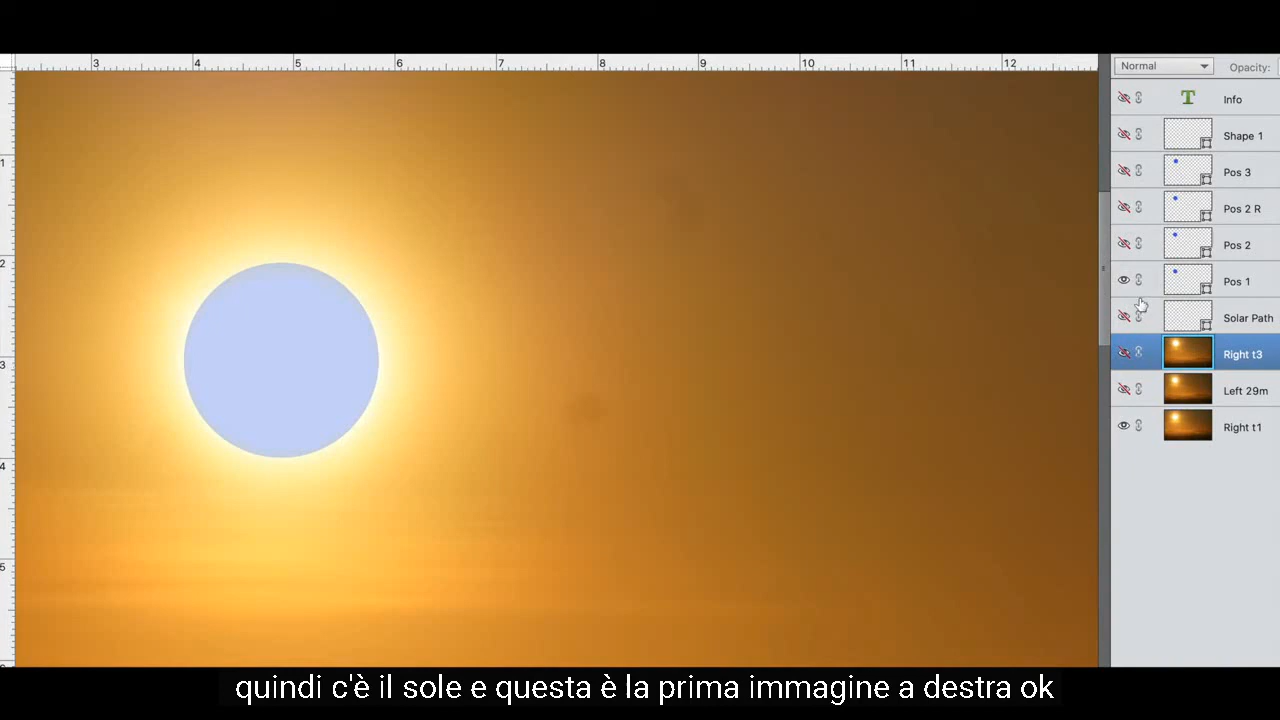 3 4 5 6 7 8 9 10 11 12
Normal Opacity:
Info
1
Shape 1
Pos 3
Pos 2 R
2
Pos 2
Pos 1
Solar Path
3
Right t3
Left 29m
Right t1
4
5
quindi c'è il sole e questa è la prima immagine a destra ok